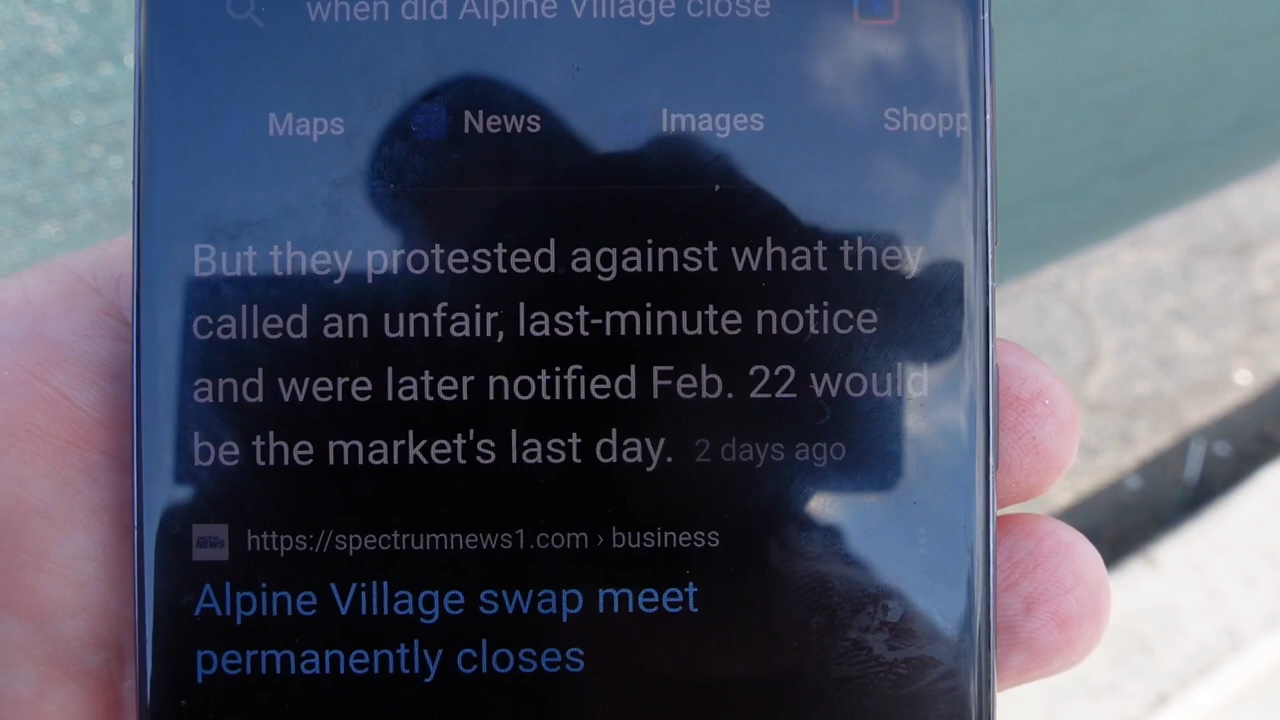 when did Alpine Village close
Maps News Images Shopp
But they protested against what they
called an unfair, last-minute notice
and were later notified Feb. 22 would
be the market's last day. 2 days ago
https://spectrumnews1.com › business
Alpine Village swap meet
permanently closes